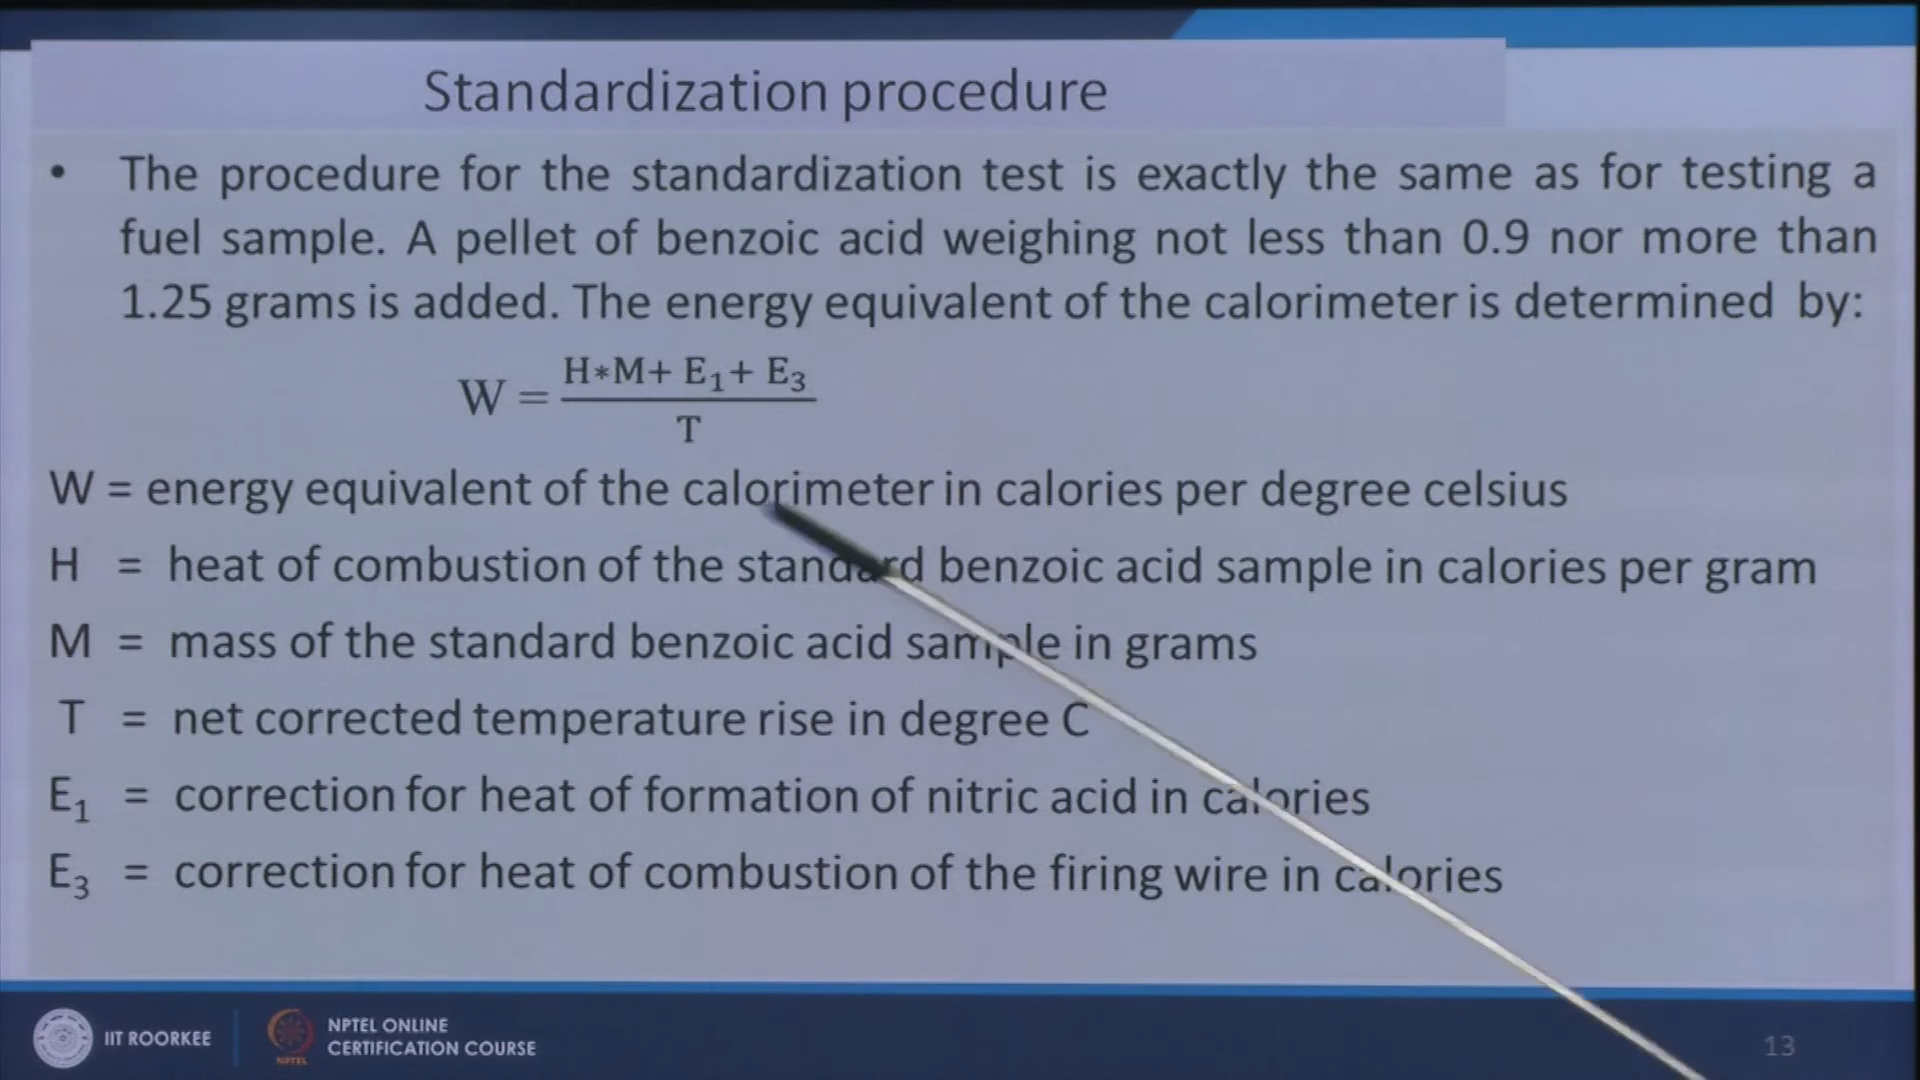 Standardization procedure
• The procedure for the standardization test is exactly the same as for testing a
fuel sample. A pellet of benzoic acid weighing not less than 0.9 nor more than
1.25 grams is added. The energy equivalent of the calorimeter is determined by:
W = (H*M+ E₁+ E₃) / T
W = energy equivalent of the calorimeter in calories per degree celsius
H = heat of combustion of the standard benzoic acid sample in calories per gram
M = mass of the standard benzoic acid sample in grams
T = net corrected temperature rise in degree C
E₁ = correction for heat of formation of nitric acid in calories
E₃ = correction for heat of combustion of the firing wire in calories
IIT ROORKEE
NPTEL
NPTEL ONLINE
CERTIFICATION COURSE
13